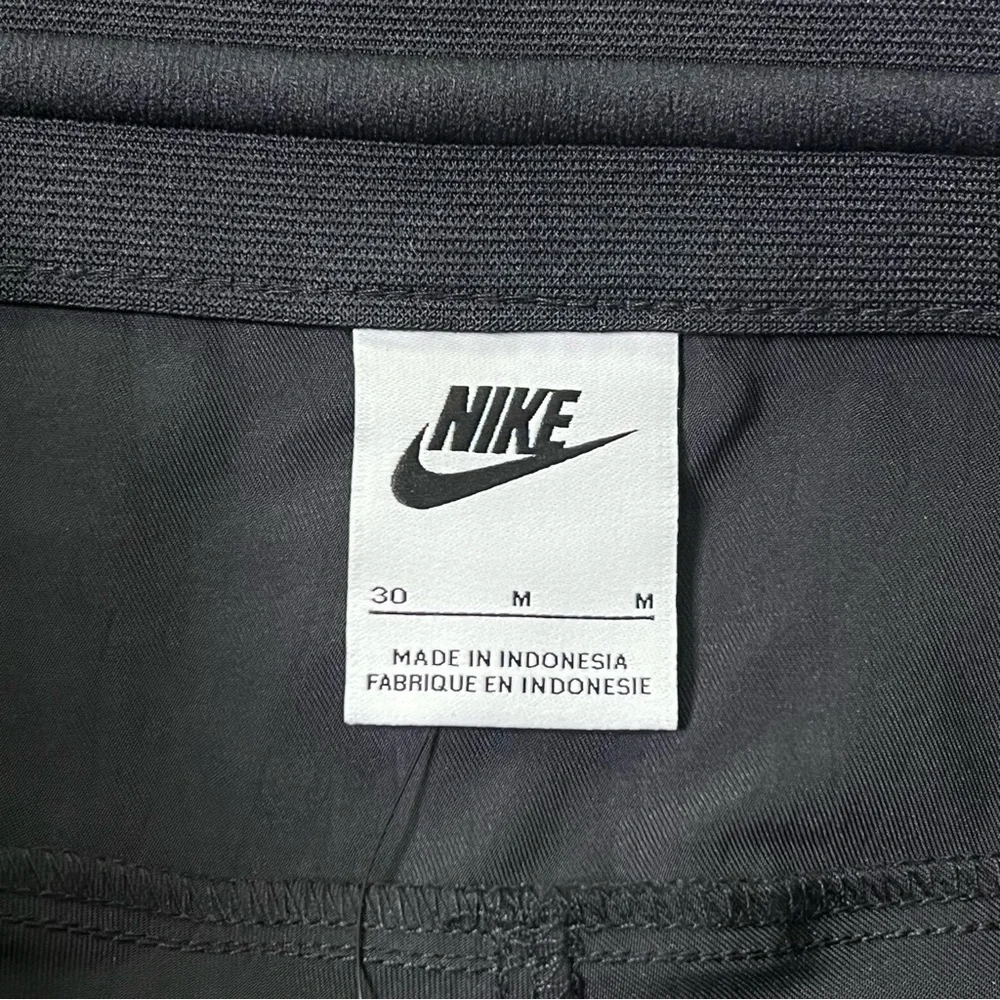 NIKE
30 M M
MADE IN INDONESIA
FABRIQUE EN INDONESIE